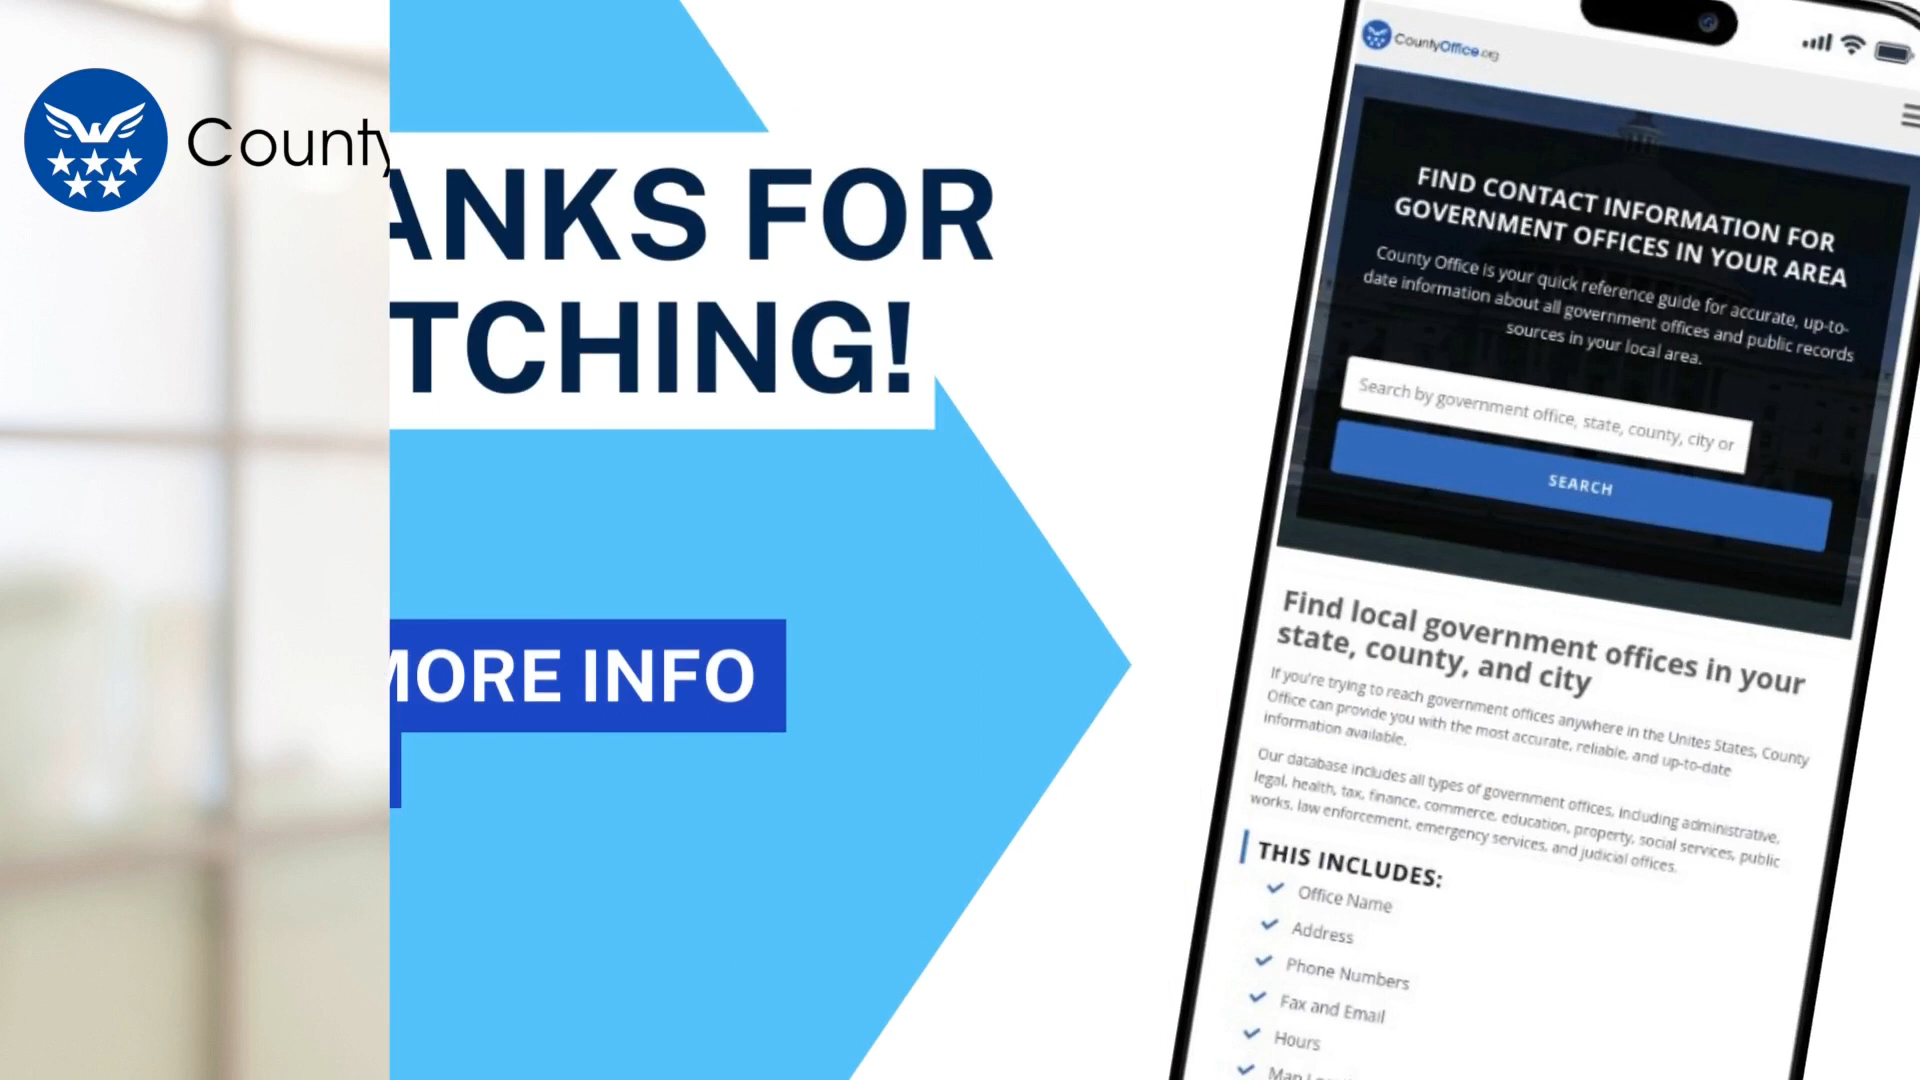 County
ANKS FOR
TCHING!
MORE INFO
CountyOffice.org
FIND CONTACT INFORMATION FOR
GOVERNMENT OFFICES IN YOUR AREA
County Office is your quick reference guide for accurate, up-to-
date information about all government offices and public records
sources in your local area.
Search by government office, state, county, city or
SEARCH
Find local government offices in your
state, county, and city
If you're trying to reach government offices anywhere in the Unites States, County
Office can provide you with the most accurate, reliable, and up-to-date
information available.
Our database includes all types of government offices, including administrative,
legal, health, tax, finance, commerce, education, property, social services, public
works, law enforcement, emergency services, and judicial offices.
THIS INCLUDES:
Office Name
Address
Phone Numbers
Fax and Email
Hours
Map